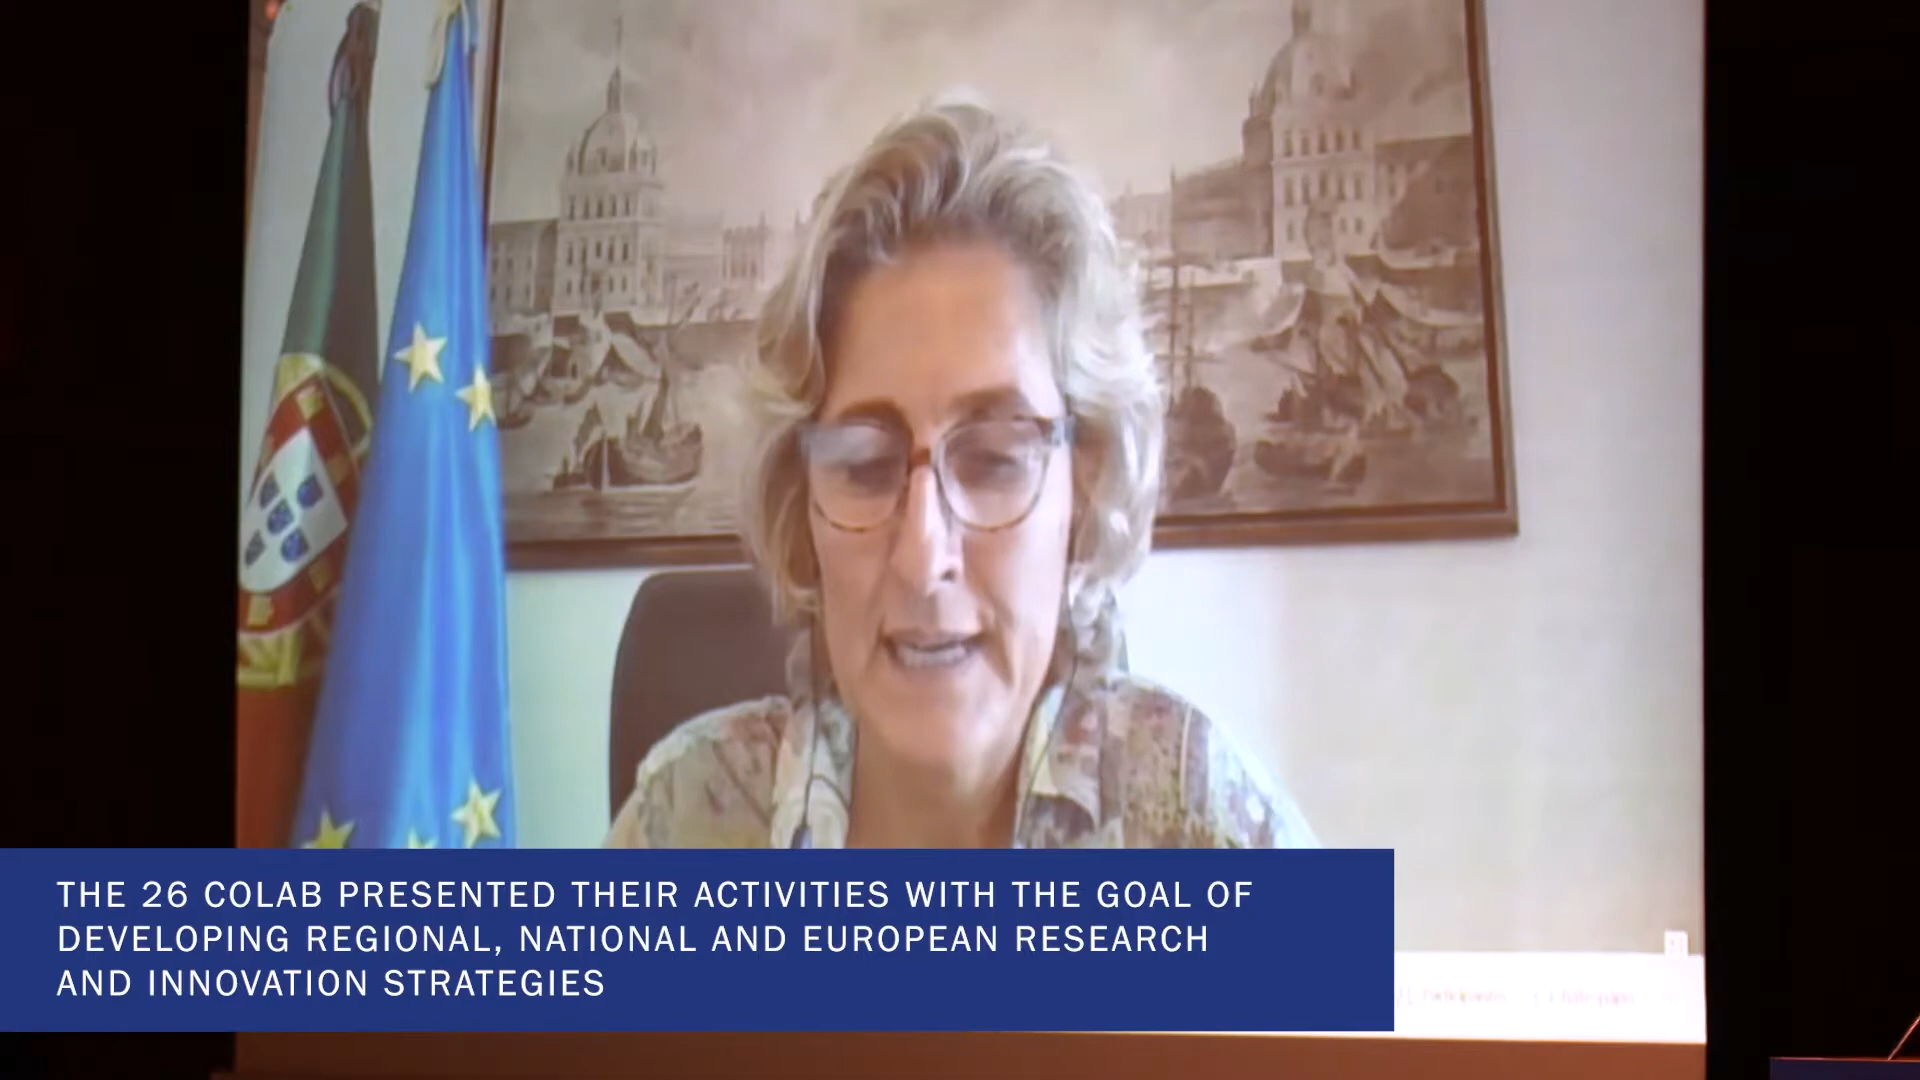 THE 26 COLAB PRESENTED THEIR ACTIVITIES WITH THE GOAL OF
DEVELOPING REGIONAL, NATIONAL AND EUROPEAN RESEARCH
AND INNOVATION STRATEGIES